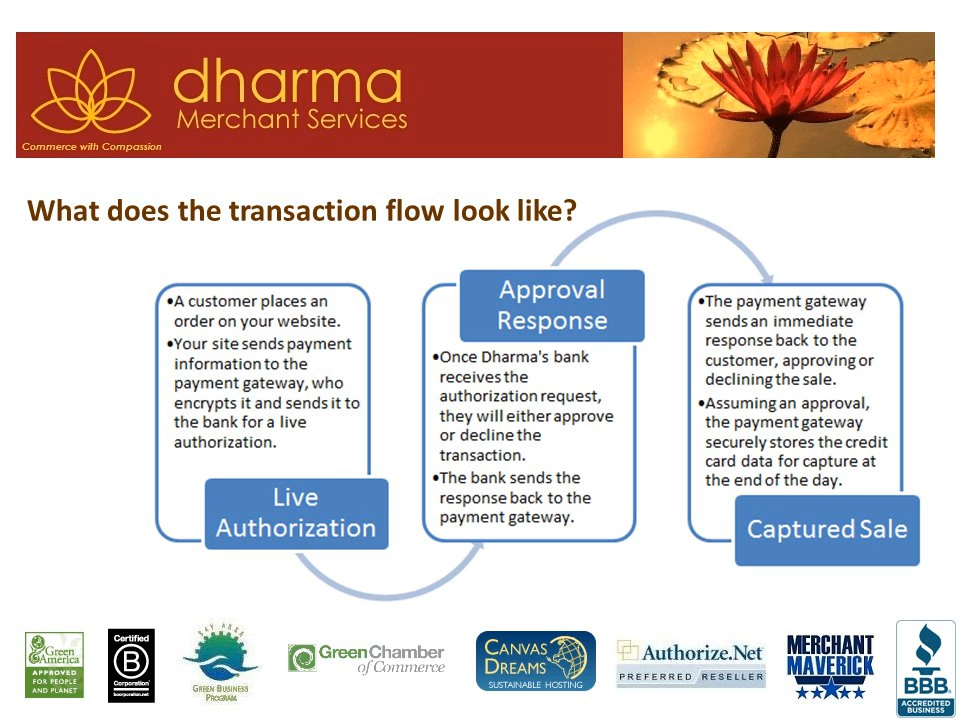 dharma
Merchant Services
Commerce with Compassion
What does the transaction flow look like?
•A customer places an
order on your website.
•Your site sends payment
information to the
payment gateway, who
encrypts it and sends it to
the bank for a live
authorization.
Live
Authorization
Approval
Response
•Once Dharma's bank
receives the
authorization request,
they will either approve
or decline the
transaction.
•The bank sends the
response back to the
payment gateway.
•The payment gateway
sends an immediate
response back to the
customer, approving or
declining the sale.
•Assuming an approval,
the payment gateway
securely stores the credit
card data for capture at
the end of the day.
Captured Sale
Green
America
APPROVED
FOR PEOPLE
AND PLANET
Certified
B
Corporation
bcorporation.net
BAY AREA
GREEN BUSINESS
PROGRAM
GreenChamber
of Commerce
CANVAS
DREAMS
SUSTAINABLE HOSTING
Authorize.Net
PREFERRED RESELLER
MERCHANT
MAVERICK
BBB
ACCREDITED
BUSINESS